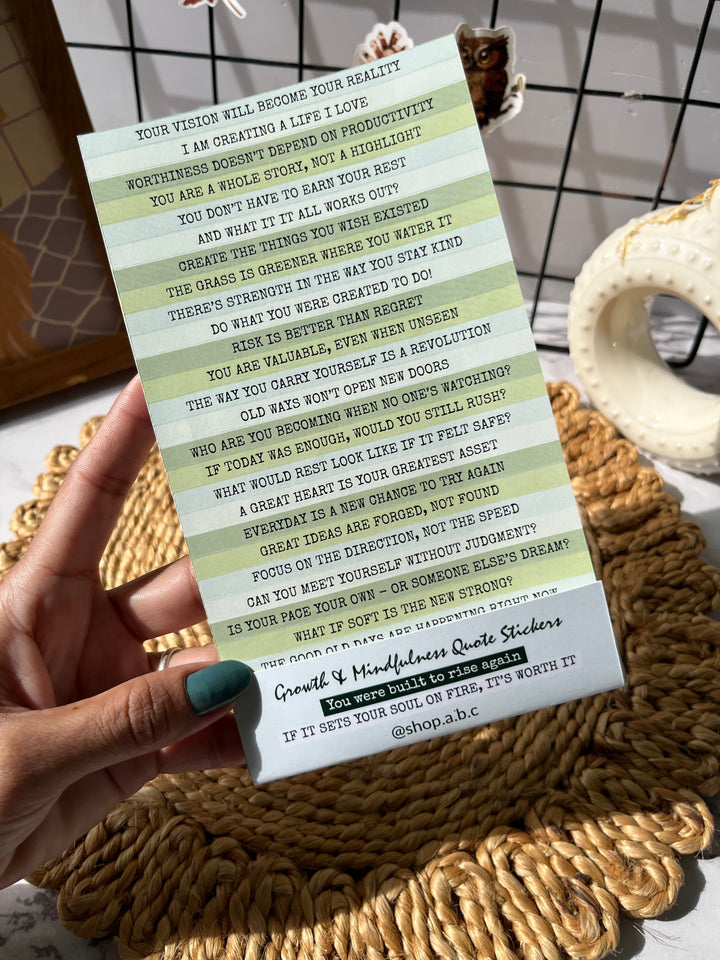 YOUR VISION WILL BECOME YOUR REALITY
I AM CREATING A LIFE I LOVE
WORTHINESS DOESN'T DEPEND ON PRODUCTIVITY
YOU ARE A WHOLE STORY, NOT A HIGHLIGHT
YOU DON'T HAVE TO EARN YOUR REST
AND WHAT IT IT ALL WORKS OUT?
CREATE THE THINGS YOU WISH EXISTED
THE GRASS IS GREENER WHERE YOU WATER IT
THERE'S STRENGTH IN THE WAY YOU STAY KIND
DO WHAT YOU WERE CREATED TO DO!
RISK IS BETTER THAN REGRET
YOU ARE VALUABLE, EVEN WHEN UNSEEN
THE WAY YOU CARRY YOURSELF IS A REVOLUTION
OLD WAYS WON'T OPEN NEW DOORS
WHO ARE YOU BECOMING WHEN NO ONE'S WATCHING?
IF TODAY WAS ENOUGH, WOULD YOU STILL RUSH?
WHAT WOULD REST LOOK LIKE IF IT FELT SAFE?
A GREAT HEART IS YOUR GREATEST ASSET
EVERYDAY IS A NEW CHANCE TO TRY AGAIN
GREAT IDEAS ARE FORGED, NOT FOUND
FOCUS ON THE DIRECTION, NOT THE SPEED
CAN YOU MEET YOURSELF WITHOUT JUDGMENT?
IS YOUR PACE YOUR OWN – OR SOMEONE ELSE'S DREAM?
WHAT IF SOFT IS THE NEW STRONG?
THE GOOD OLD DAYS ARE HAPPENING RIGHT NOW
Growth & Mindfulness Quote Stickers
You were built to rise again
IF IT SETS YOUR SOUL ON FIRE, IT'S WORTH IT
@shop.a.b.c